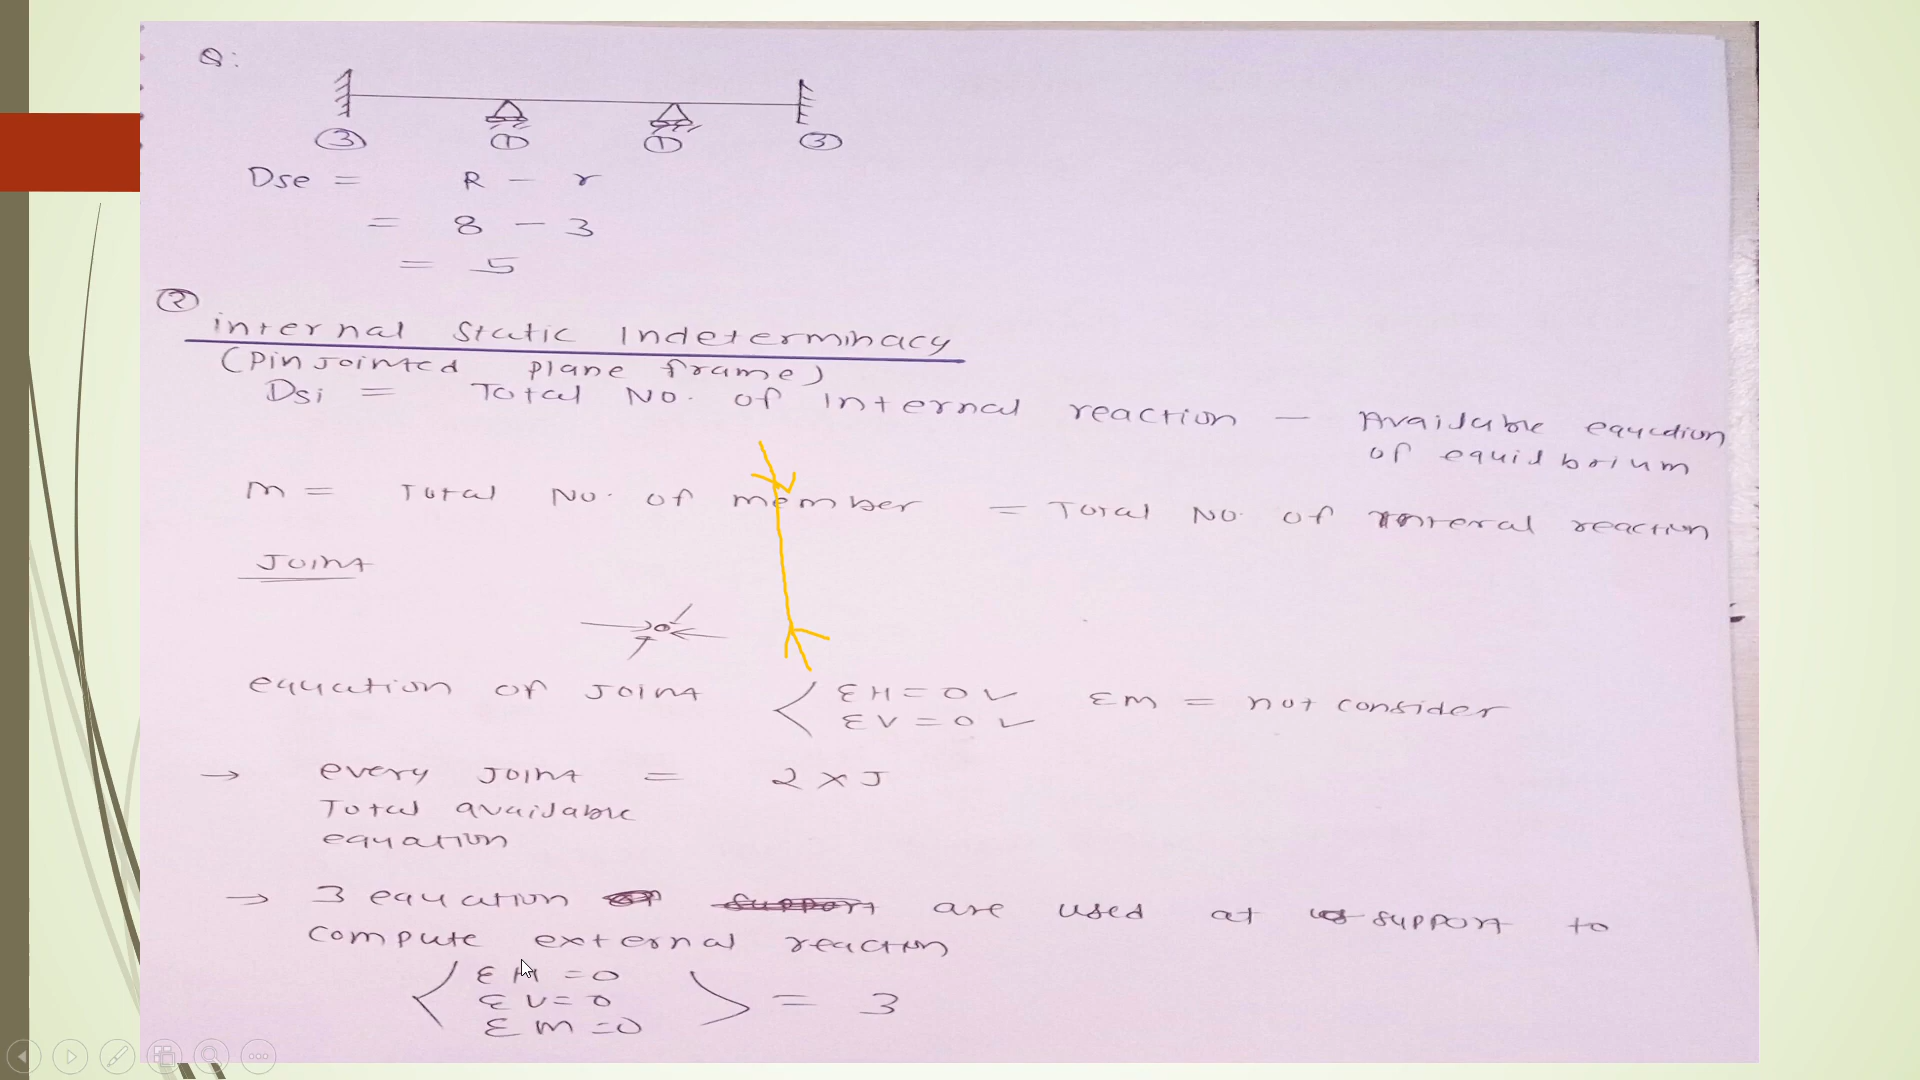 Q:
3 1 1 3
Dse = R - r
= 8 - 3
= 5
2
internal static Indeterminacy
(Pin Jointed plane frame)
Dsi = Total No. of internal reaction - Available equation
of equilibrium
m = Total No. of member = Total No. of interal reaction
Joint
equation of Joint < ΣH = 0 ✓ Σm = not consider
ΣV = 0 ✓
→ every Joint = 2 x J
Total available
equation
→ 3 equation are used at support to
compute external reaction
< ΣH = 0
ΣV = 0 > = 3
Σm = 0